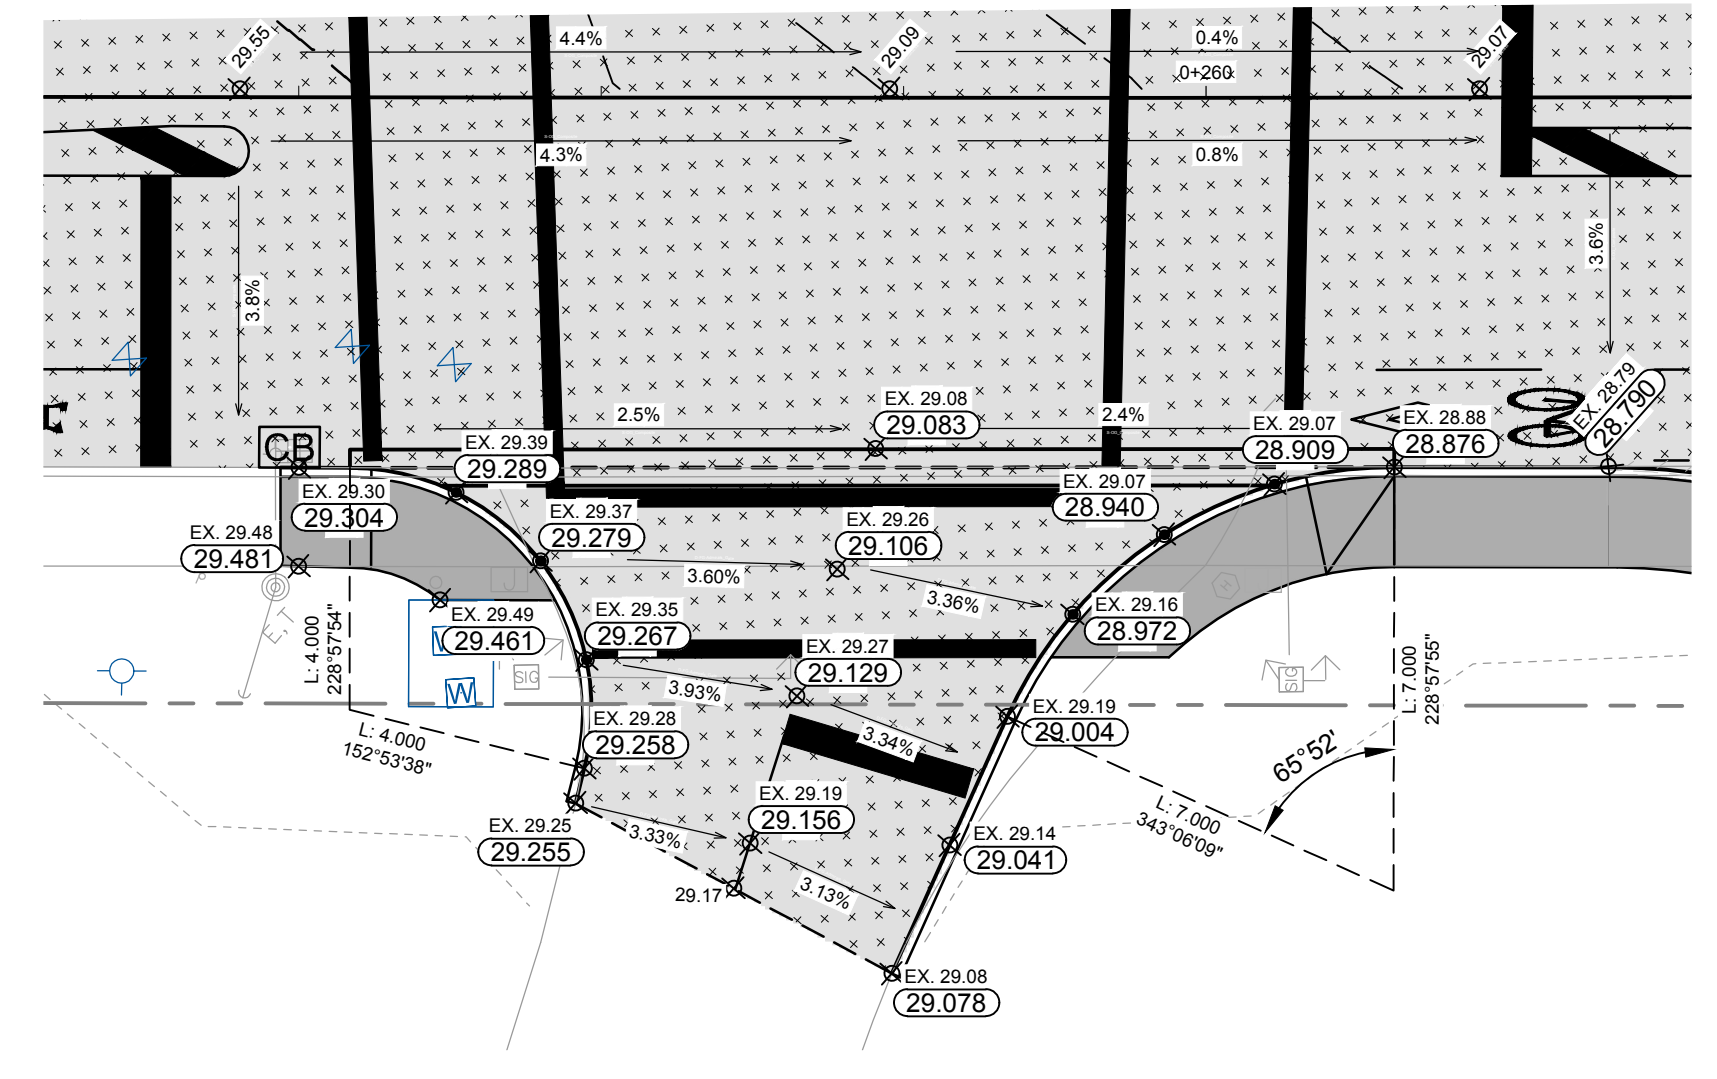 29.55
4.4%
29.09
0.4%
29.07
0+260
4.3%
0.8%
3.8%
3.6%
2.5%
EX. 29.08
29.083
2.4%
EX. 29.07
28.909
EX. 28.88
28.876
EX. 28.79
28.790
CB
EX. 29.39
29.289
EX. 29.30
29.304
EX. 29.37
29.279
EX. 29.26
29.106
EX. 29.07
28.940
EX. 29.48
29.481
3.60%
3.36%
EX. 29.49
29.461
EX. 29.35
29.267
EX. 29.27
29.129
EX. 29.16
28.972
E.T
J
H
W
SIG
SIG
L: 4.000
228°57'54"
3.93%
W
EX. 29.28
29.258
3.34%
EX. 29.19
29.004
L: 7.000
228°57'55"
L: 4.000
152°53'38"
65°52'
EX. 29.19
29.156
L: 7.000
343°06'09"
EX. 29.25
29.255
3.33%
EX. 29.14
29.041
29.17
3.13%
EX. 29.08
29.078